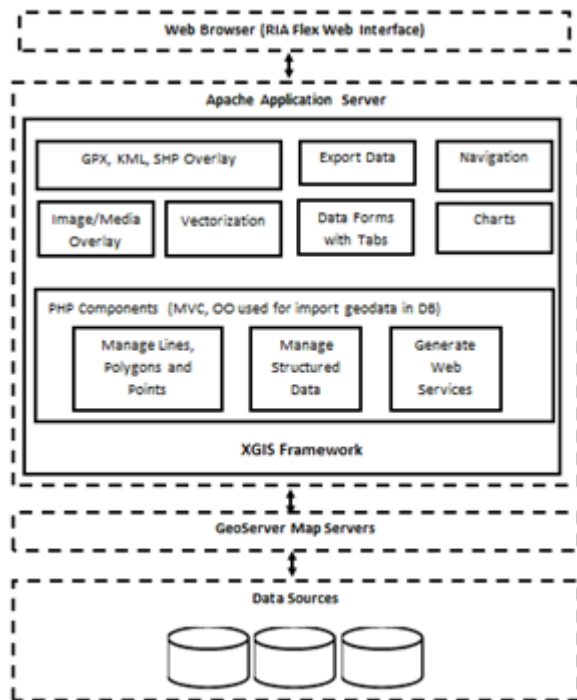 Web Browser (RIA Flex Web Interface)
Apache Application Server
GPX, KML, SHP Overlay
Export Data
Navigation
Image/Media
Overlay
Vectorization
Data Forms
with Tabs
Charts
PHP Components (MVC, OO used for import geodata in DB)
Manage Lines,
Polygons and
Points
Manage
Structured
Data
Generate
Web
Services
XGIS Framework
GeoServer Map Servers
Data Sources